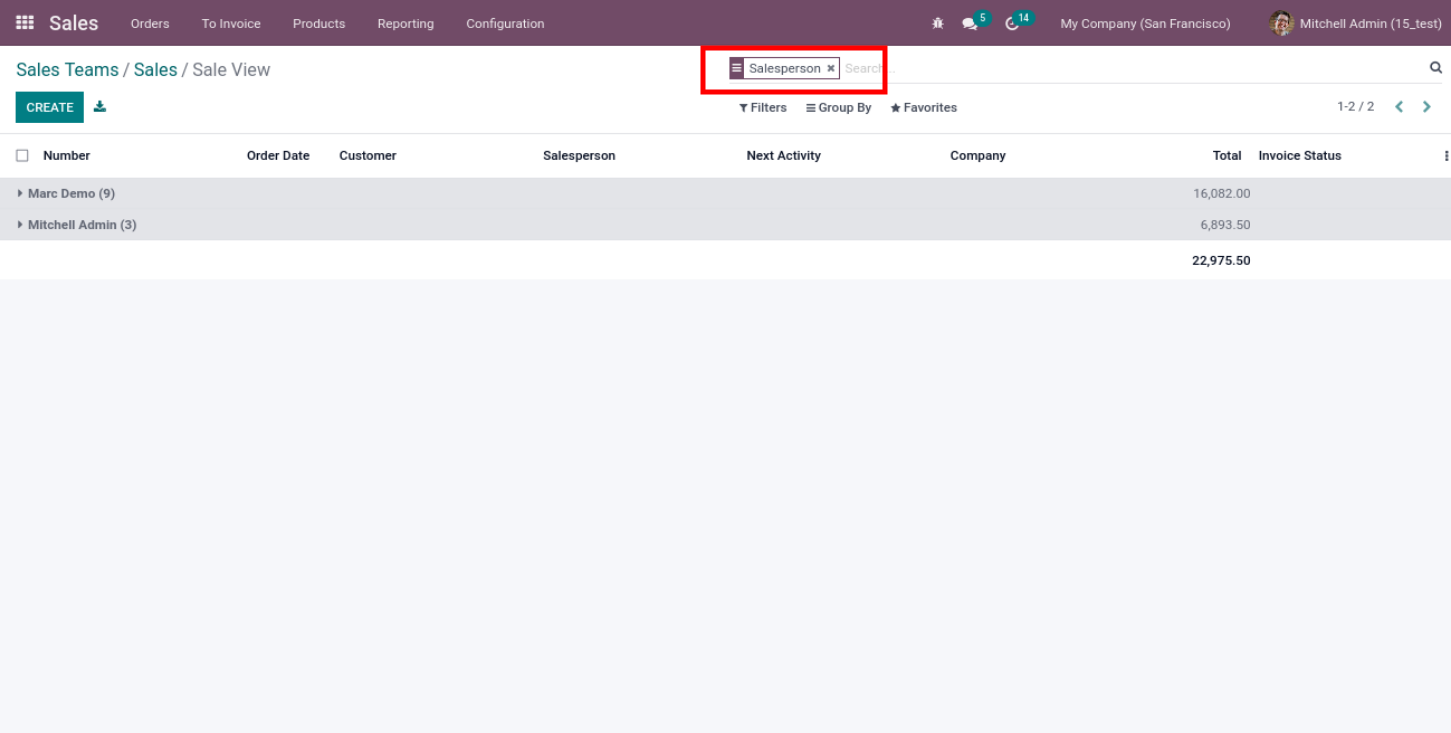 Sales Orders To Invoice Products Reporting Configuration 5 14 My Company (San Francisco) Mitchell Admin (15_test)
Sales Teams / Sales / Sale View Salesperson × Search...
CREATE Filters Group By Favorites 1-2 / 2
Number Order Date Customer Salesperson Next Activity Company Total Invoice Status
Marc Demo (9) 16,082.00
Mitchell Admin (3) 6,893.50
22,975.50